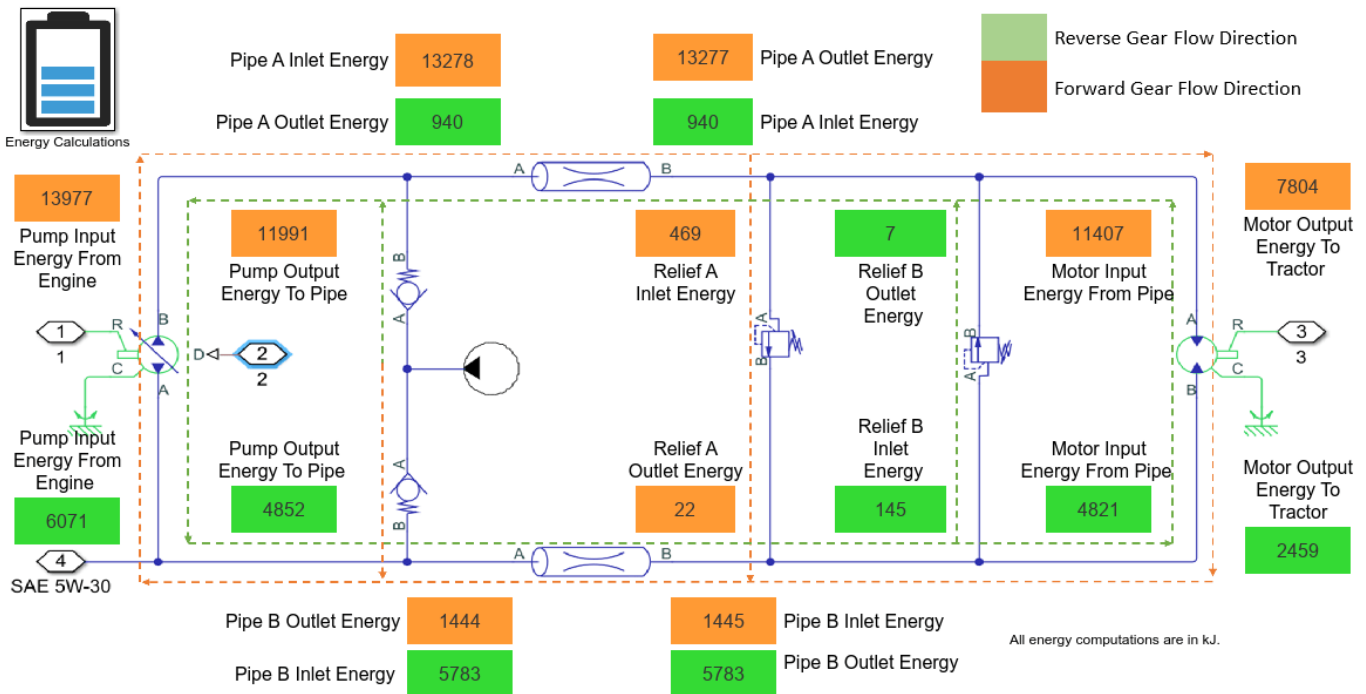 Energy Calculations
Pipe A Inlet Energy
13278
13277
Pipe A Outlet Energy
Pipe A Outlet Energy
940
940
Pipe A Inlet Energy
Reverse Gear Flow Direction
Forward Gear Flow Direction
A
B
13977
Pump Input
Energy From
Engine
11991
Pump Output
Energy To Pipe
B
A
469
Relief A
Inlet Energy
7
Relief B
Outlet
Energy
11407
Motor Input
Energy From Pipe
7804
Motor Output
Energy To
Tractor
1
1
R
B
C
A
D
2
2
A
B
B
A
A
R
C
B
3
3
Pump Input
Energy From
Engine
6071
Pump Output
Energy To Pipe
4852
A
B
Relief A
Outlet Energy
22
Relief B
Inlet
Energy
145
Motor Input
Energy From Pipe
4821
Motor Output
Energy To
Tractor
2459
4
SAE 5W-30
A
B
Pipe B Outlet Energy
1444
1445
Pipe B Inlet Energy
Pipe B Inlet Energy
5783
5783
Pipe B Outlet Energy
All energy computations are in kJ.